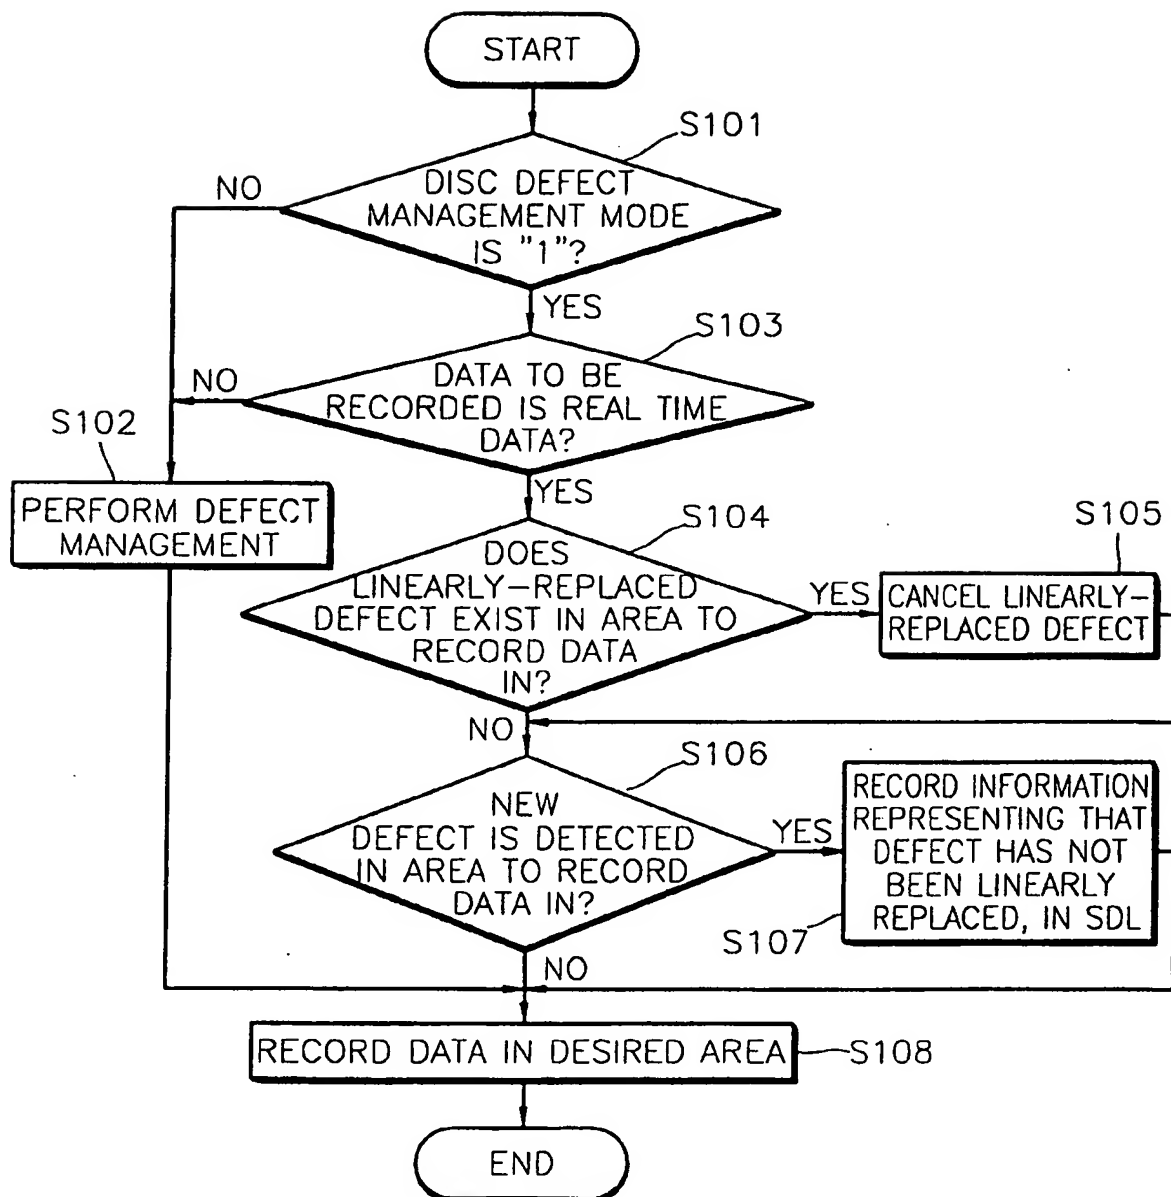 START
S101
DISC DEFECT
MANAGEMENT MODE
IS "1"?
NO
YES
S103
DATA TO BE
RECORDED IS REAL TIME
DATA?
NO
YES
S102
PERFORM DEFECT
MANAGEMENT
S104
DOES
LINEARLY-REPLACED
DEFECT EXIST IN AREA TO
RECORD DATA
IN?
YES
S105
CANCEL LINEARLY-
REPLACED DEFECT
NO
S106
NEW
DEFECT IS DETECTED
IN AREA TO RECORD
DATA IN?
YES
RECORD INFORMATION
REPRESENTING THAT
DEFECT HAS NOT
BEEN LINEARLY
REPLACED, IN SDL
S107
NO
RECORD DATA IN DESIRED AREA
S108
END